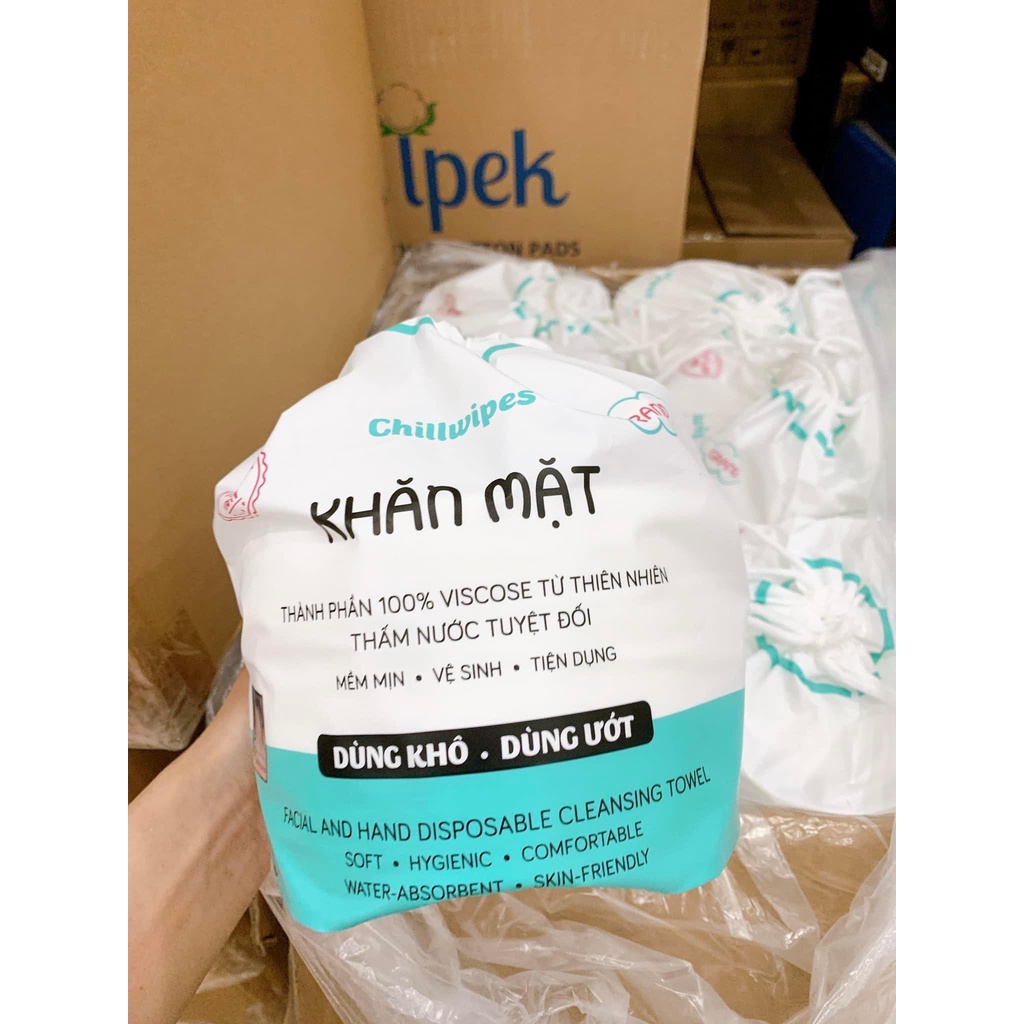 ipek
COTTON PADS
Chillwipes
GRAND
KHĂN MẶT
THÀNH PHẦN 100% VISCOSE TỪ THIÊN NHIÊN
THẤM NƯỚC TUYỆT ĐỐI
MỀM MỊN • VỆ SINH • TIỆN DỤNG
DÙNG KHÔ . DÙNG ƯỚT
FACIAL AND HAND DISPOSABLE CLEANSING TOWEL
SOFT • HYGIENIC • COMFORTABLE
WATER-ABSORBENT • SKIN-FRIENDLY